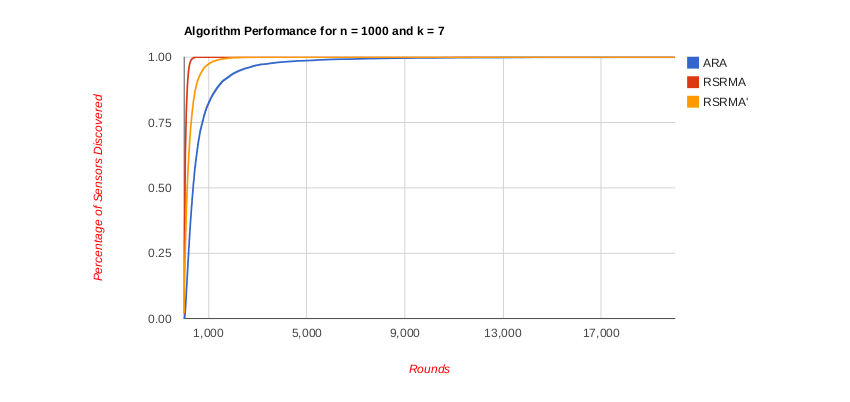 Algorithm Performance for n = 1000 and k = 7
1.00
0.75
0.50
0.25
0.00
Percentage of Sensors Discovered
1,000
5,000
9,000
13,000
17,000
Rounds
ARA
RSRMA
RSRMA'